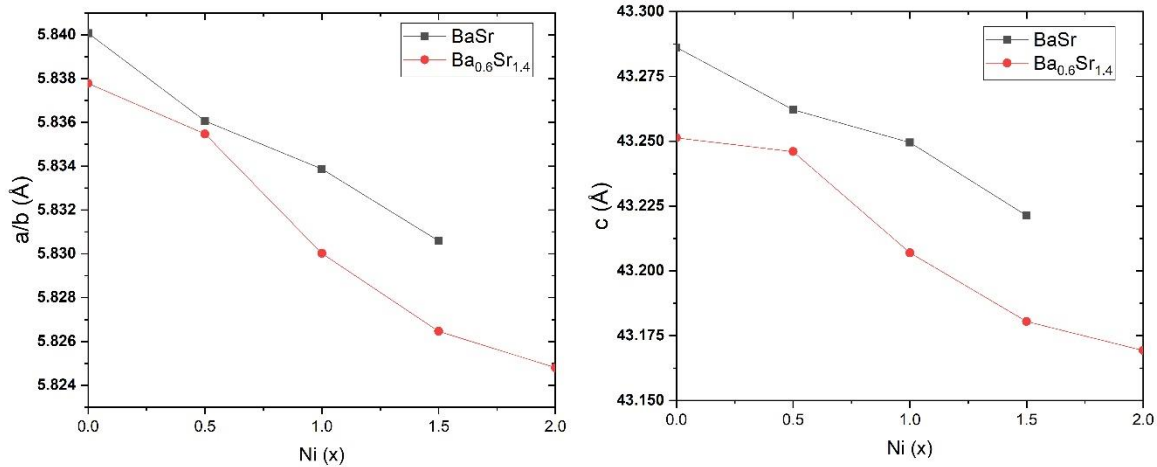 5.840
5.838
5.836
5.834
5.832
5.830
5.828
5.826
5.824
a/b (Å)
0.0 0.5 1.0 1.5 2.0
Ni (x)
BaSr
Ba0.6Sr1.4
43.300
43.275
43.250
43.225
43.200
43.175
43.150
c (Å)
0.0 0.5 1.0 1.5 2.0
Ni (x)
BaSr
Ba0.6Sr1.4